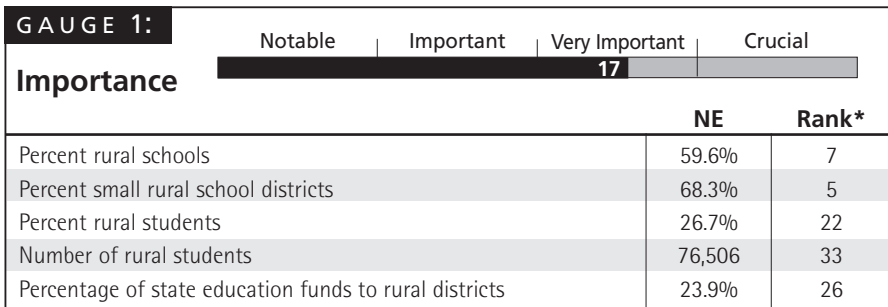 GAUGE 1:
Notable Important Very Important Crucial
17
Importance
NE Rank*
Percent rural schools 59.6% 7
Percent small rural school districts 68.3% 5
Percent rural students 26.7% 22
Number of rural students 76,506 33
Percentage of state education funds to rural districts 23.9% 26